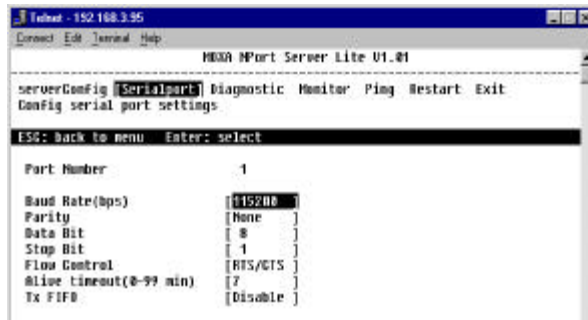 Telnet - 192.168.3.95
Connect Edit Terminal Help
MOXA NPort Server Lite V1.01
serverConfig [Serialport] Diagnostic Monitor Ping Restart Exit
Config serial port settings
ESC: back to menu Enter: select
Port Number 1
Baud Rate(bps) [115200 ]
Parity [None ]
Data Bit [ 8 ]
Stop Bit [ 1 ]
Flow Control [RTS/CTS ]
Alive timeout(0-99 min) [7 ]
Tx FIFO [Disable ]